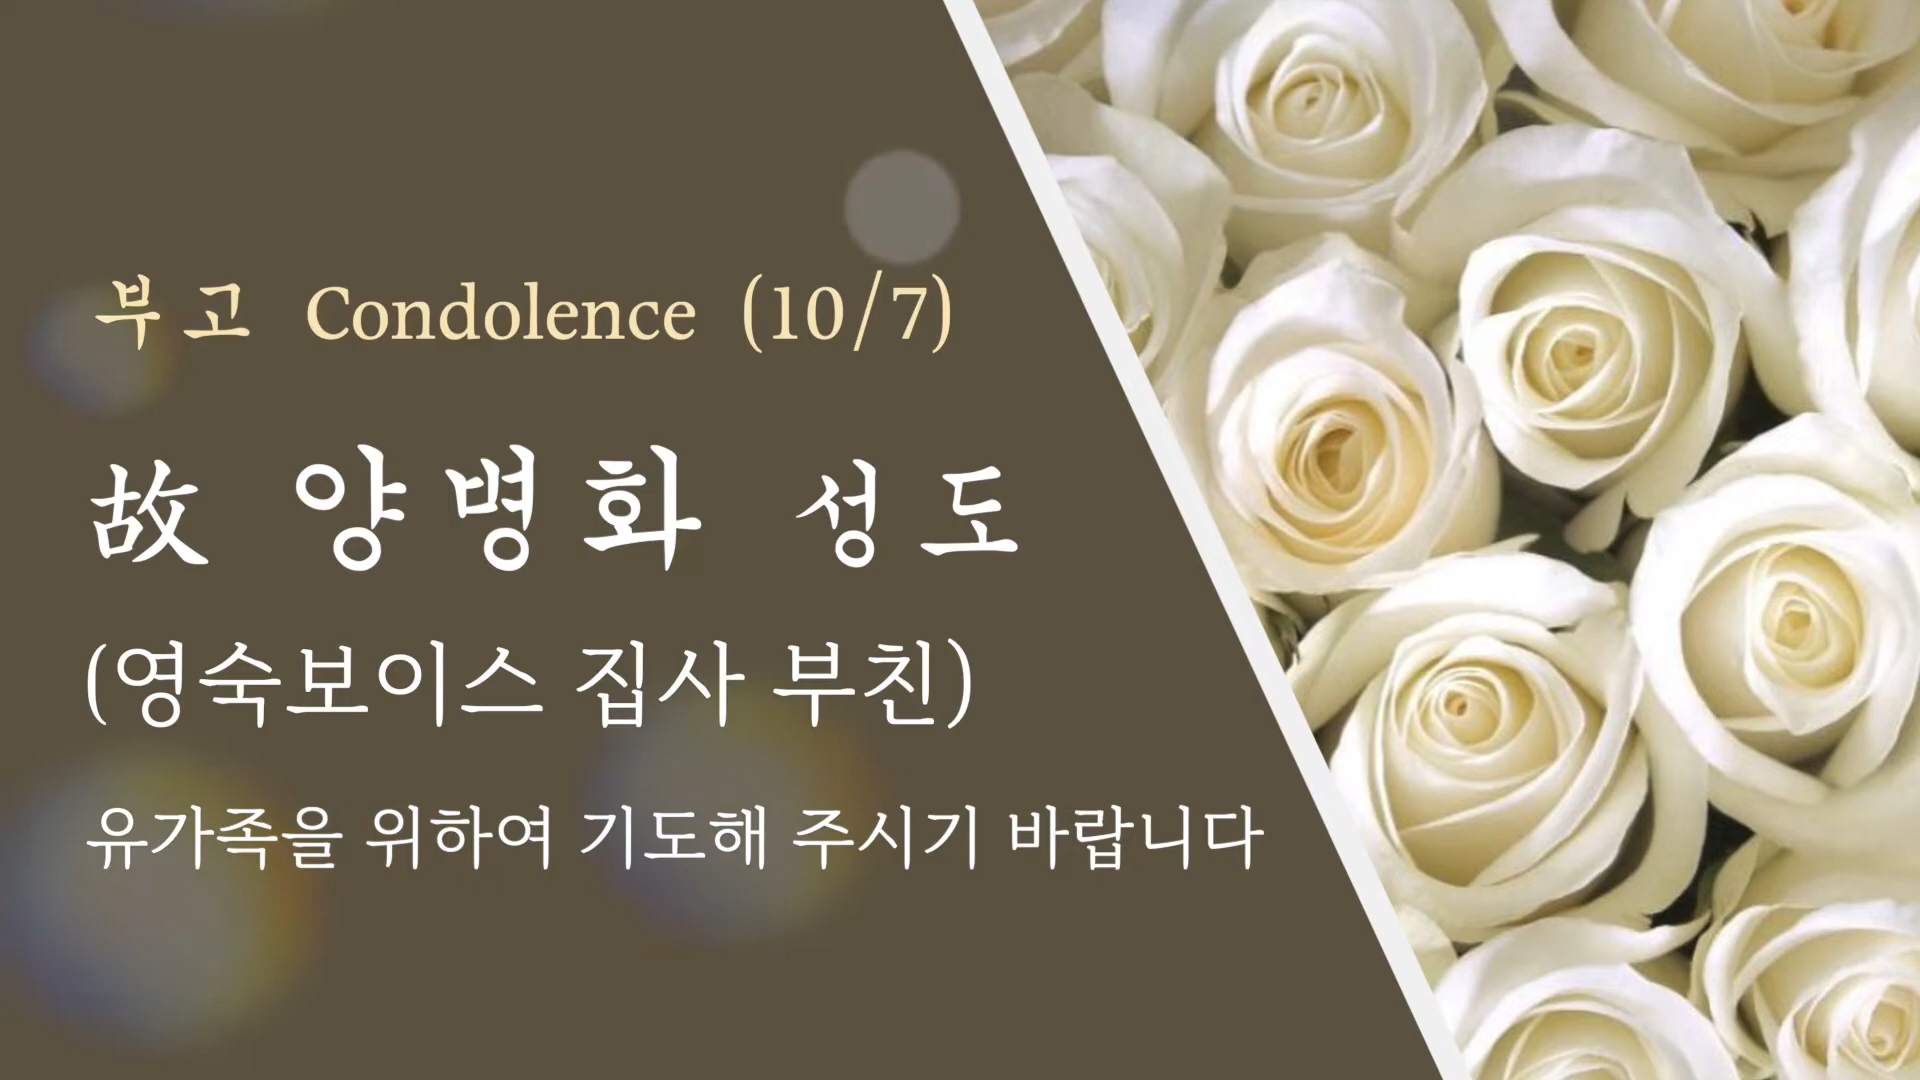 부고 Condolence (10/7)
故 양병화 성도
(영숙보이스 집사 부친)
유가족을 위하여 기도해 주시기 바랍니다